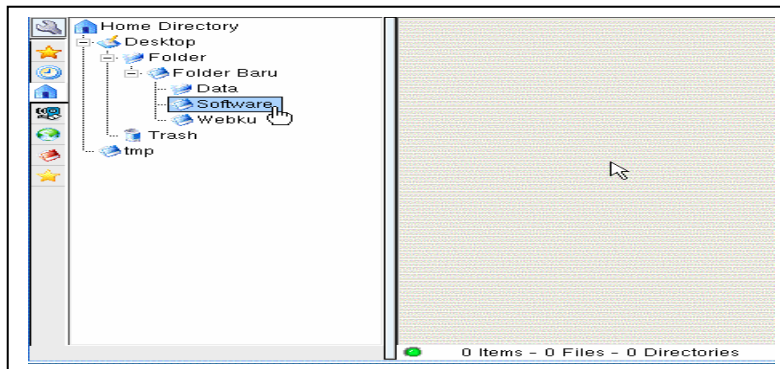 Home Directory
Desktop
Folder
Folder Baru
Data
Software
Webku
Trash
tmp
0 Items - 0 Files - 0 Directories